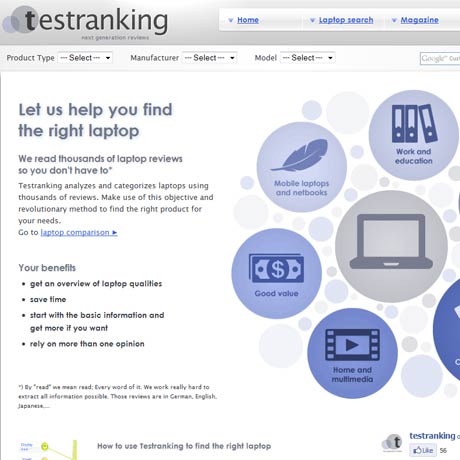 testranking
next generation reviews
Home
Laptop search
Magazine
Product Type --- Select --- Manufacturer --- Select --- Model --- Select ---
Google™
Let us help you find
the right laptop
We read thousands of laptop reviews
so you don't have to*
Testranking analyzes and categorizes laptops using
thousands of reviews. Make use of this objective and
revolutionary method to find the right product for
your needs.
Go to laptop comparison ►
Your benefits
• get an overview of laptop qualities
• save time
• start with the basic information and
get more if you want
• rely on more than one opinion
*) By "read" we mean read; Every word of it. We work really hard to
extract all information possible. Those reviews are in German, English,
Japanese,...
Work and
education
Mobile laptops
and netbooks
Good value
Home and
multimedia
How to use Testranking to find the right laptop
testranking
Like 56